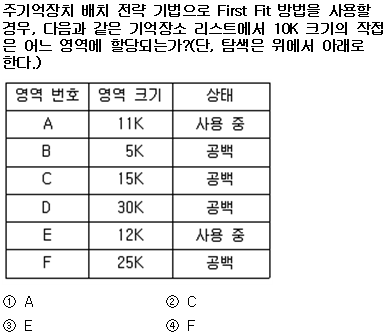 주기억장치 배치 전략 기법으로 First Fit 방법을 사용할
경우, 다음과 같은 기억장소 리스트에서 10K 크기의 작접
은 어느 영역에 할당되는가?(단, 탐색은 위에서 아래로
한다.)
영역 번호 영역 크기 상태
A 11K 사용 중
B 5K 공백
C 15K 공백
D 30K 공백
E 12K 사용 중
F 25K 공백
① A ② C
③ E ④ F